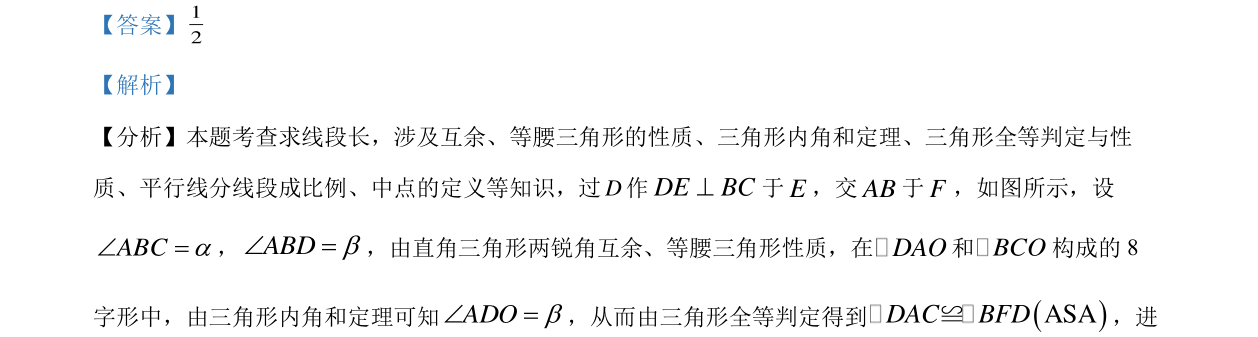 【答案】1/2
【解析】
【分析】本题考查求线段长，涉及互余、等腰三角形的性质、三角形内角和定理、三角形全等判定与性
质、平行线分线段成比例、中点的定义等知识，过D作DE⊥BC于E，交AB于F，如图所示，设
∠ABC=α，∠ABD=β，由直角三角形两锐角互余、等腰三角形性质，在□DAO和□BCO构成的8
字形中，由三角形内角和定理可知∠ADO=β，从而由三角形全等判定得到□DAC≌□BFD(ASA)，进